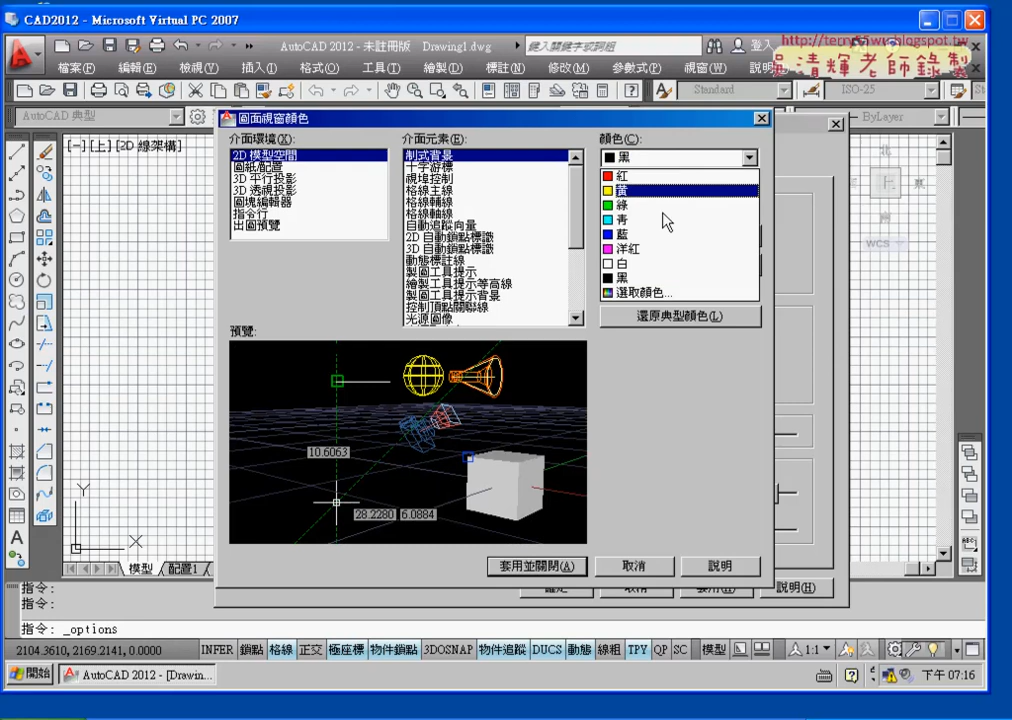 CAD2012 - Microsoft Virtual PC 2007
http://terry55wu.blogspot.tw
吳清輝老師錄製
AutoCAD 2012 - 未註冊版 Drawing1.dwg
鍵入關鍵字或詞組
登入
檔案(F) 編輯(E) 檢視(V) 插入(I) 格式(O) 工具(T) 繪製(D) 標註(N) 修改(M) 參數式(P) 視窗(W) 說明
Standard
ISO-25
AutoCAD 典型
ByLayer
[-] [上] [2D 線架構]
圖面視窗顏色
介面環境(X):
2D 模型空間
圖紙/配置
3D 平行投影
3D 透視投影
圖塊編輯器
指令行
出圖預覽
介面元素(E):
制式背景
十字游標
視埠控制
格線主線
格線輔線
格線軸線
自動追蹤向量
2D 自動鎖點標識
3D 自動鎖點標識
動態標註線
製圖工具提示
繪製工具提示等高線
製圖工具提示背景
控制頂點關聯線
光源圖像
顏色(C):
黑
紅
黃
綠
青
藍
洋紅
白
黑
選取顏色...
還原典型顏色(L)
預覽:
10.6063
28.2280 6.0884
套用並關閉(A) 取消 說明
說明(H)
北
上
東
WCS
Y
X
模型 配置1
指令:
指令:
指令: _options
2104.3610, 2169.2141, 0.0000
INFER 鎖點 格線 正交 極座標 物件鎖點 3DOSNAP 物件追蹤 DUCS 動態 線粗 TPY QP SC 模型 1:1
開始 AutoCAD 2012 - [Drawin... 下午 07:16